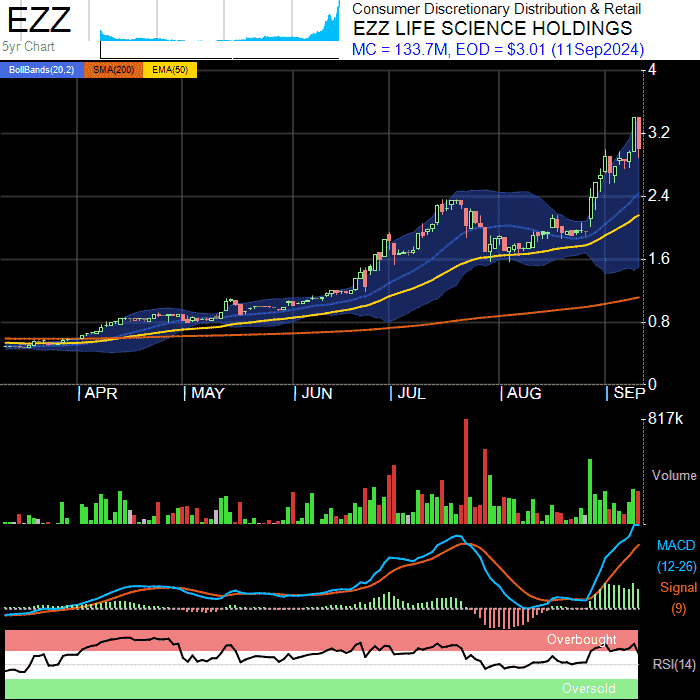 EZZ
5yr Chart
Consumer Discretionary Distribution & Retail
EZZ LIFE SCIENCE HOLDINGS
MC = 133.7M, EOD = $3.01 (11Sep2024)
BollBands(20,2) SMA(200) EMA(50)
4
3.2
2.4
1.6
0.8
0
APR MAY JUN JUL AUG SEP
817k
Volume
MACD
(12-26)
Signal
(9)
Overbought
RSI(14)
Oversold